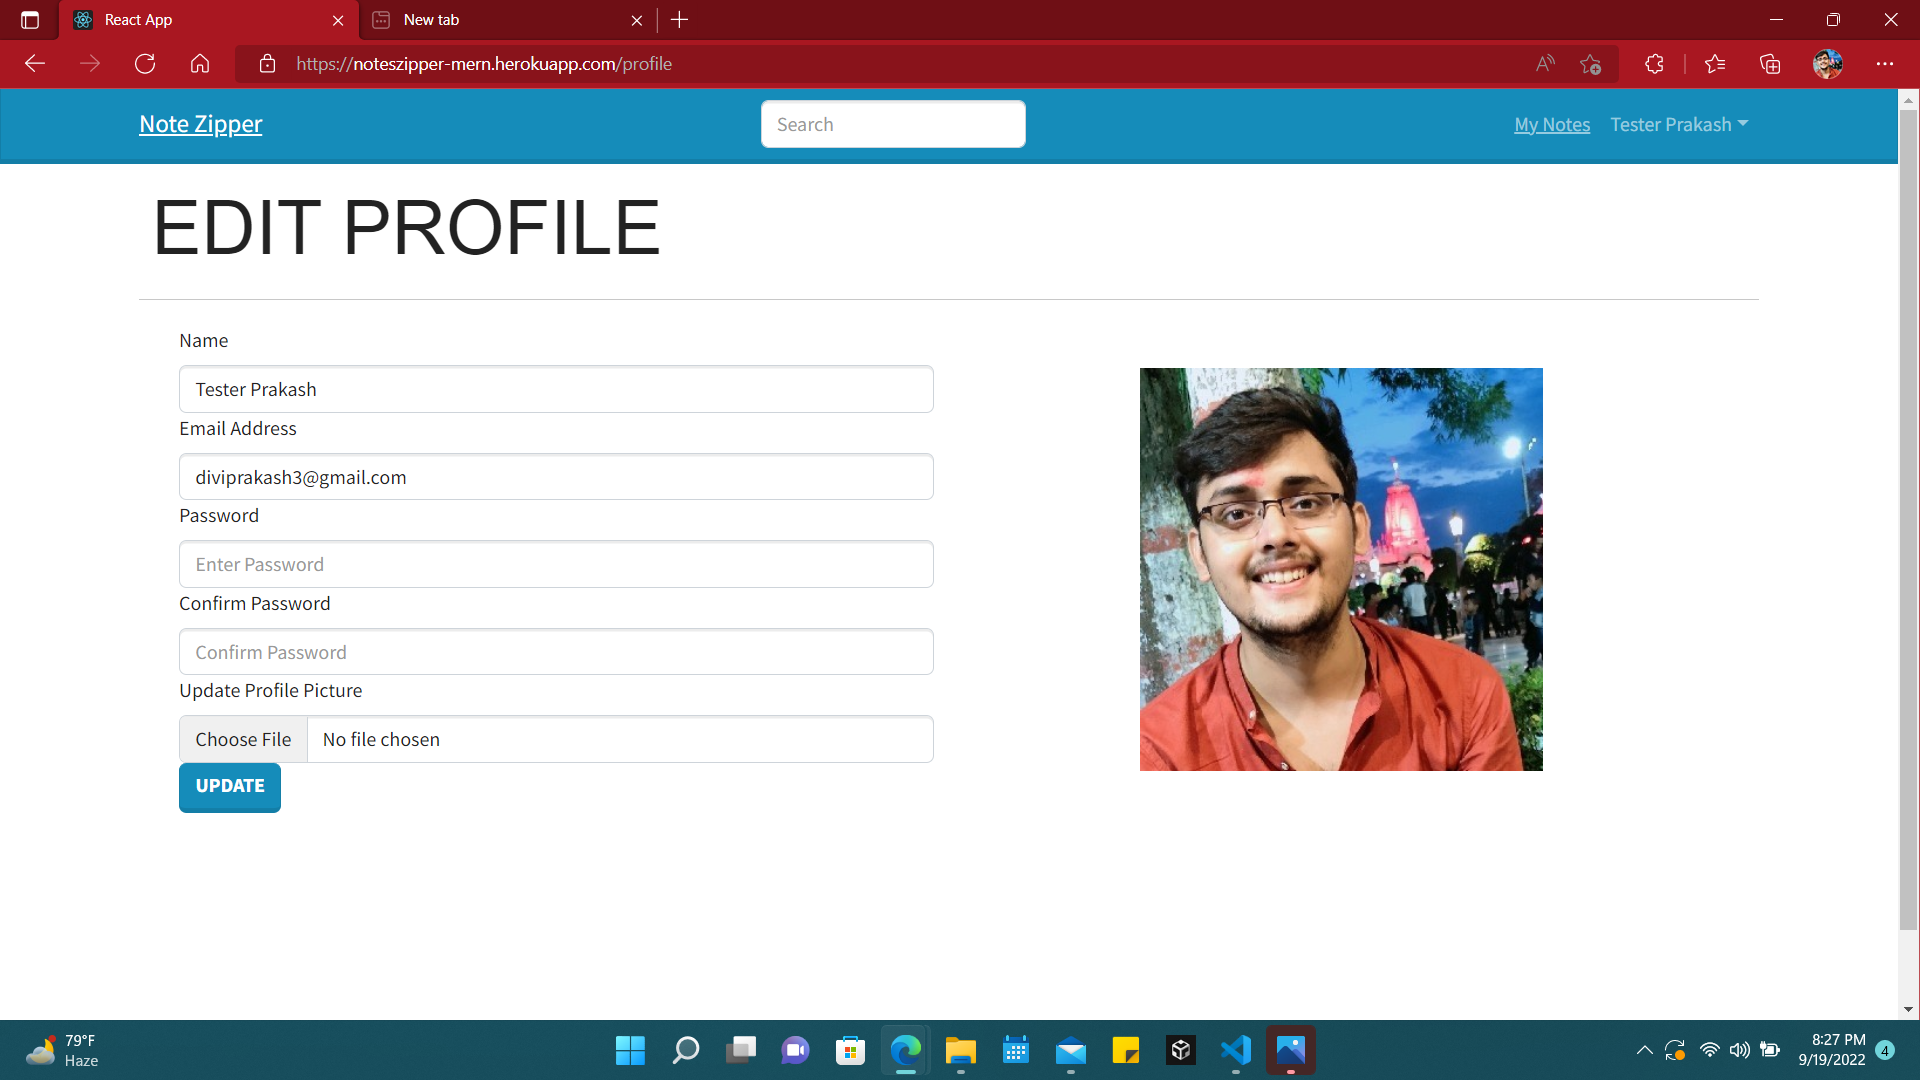 React App
New tab
https://noteszipper-mern.herokuapp.com/profile
Note Zipper
Search
My Notes
Tester Prakash
EDIT PROFILE
Name
Tester Prakash
Email Address
diviprakash3@gmail.com
Password
Enter Password
Confirm Password
Confirm Password
Update Profile Picture
Choose File
No file chosen
UPDATE
79°F
Haze
8:27 PM
9/19/2022
4